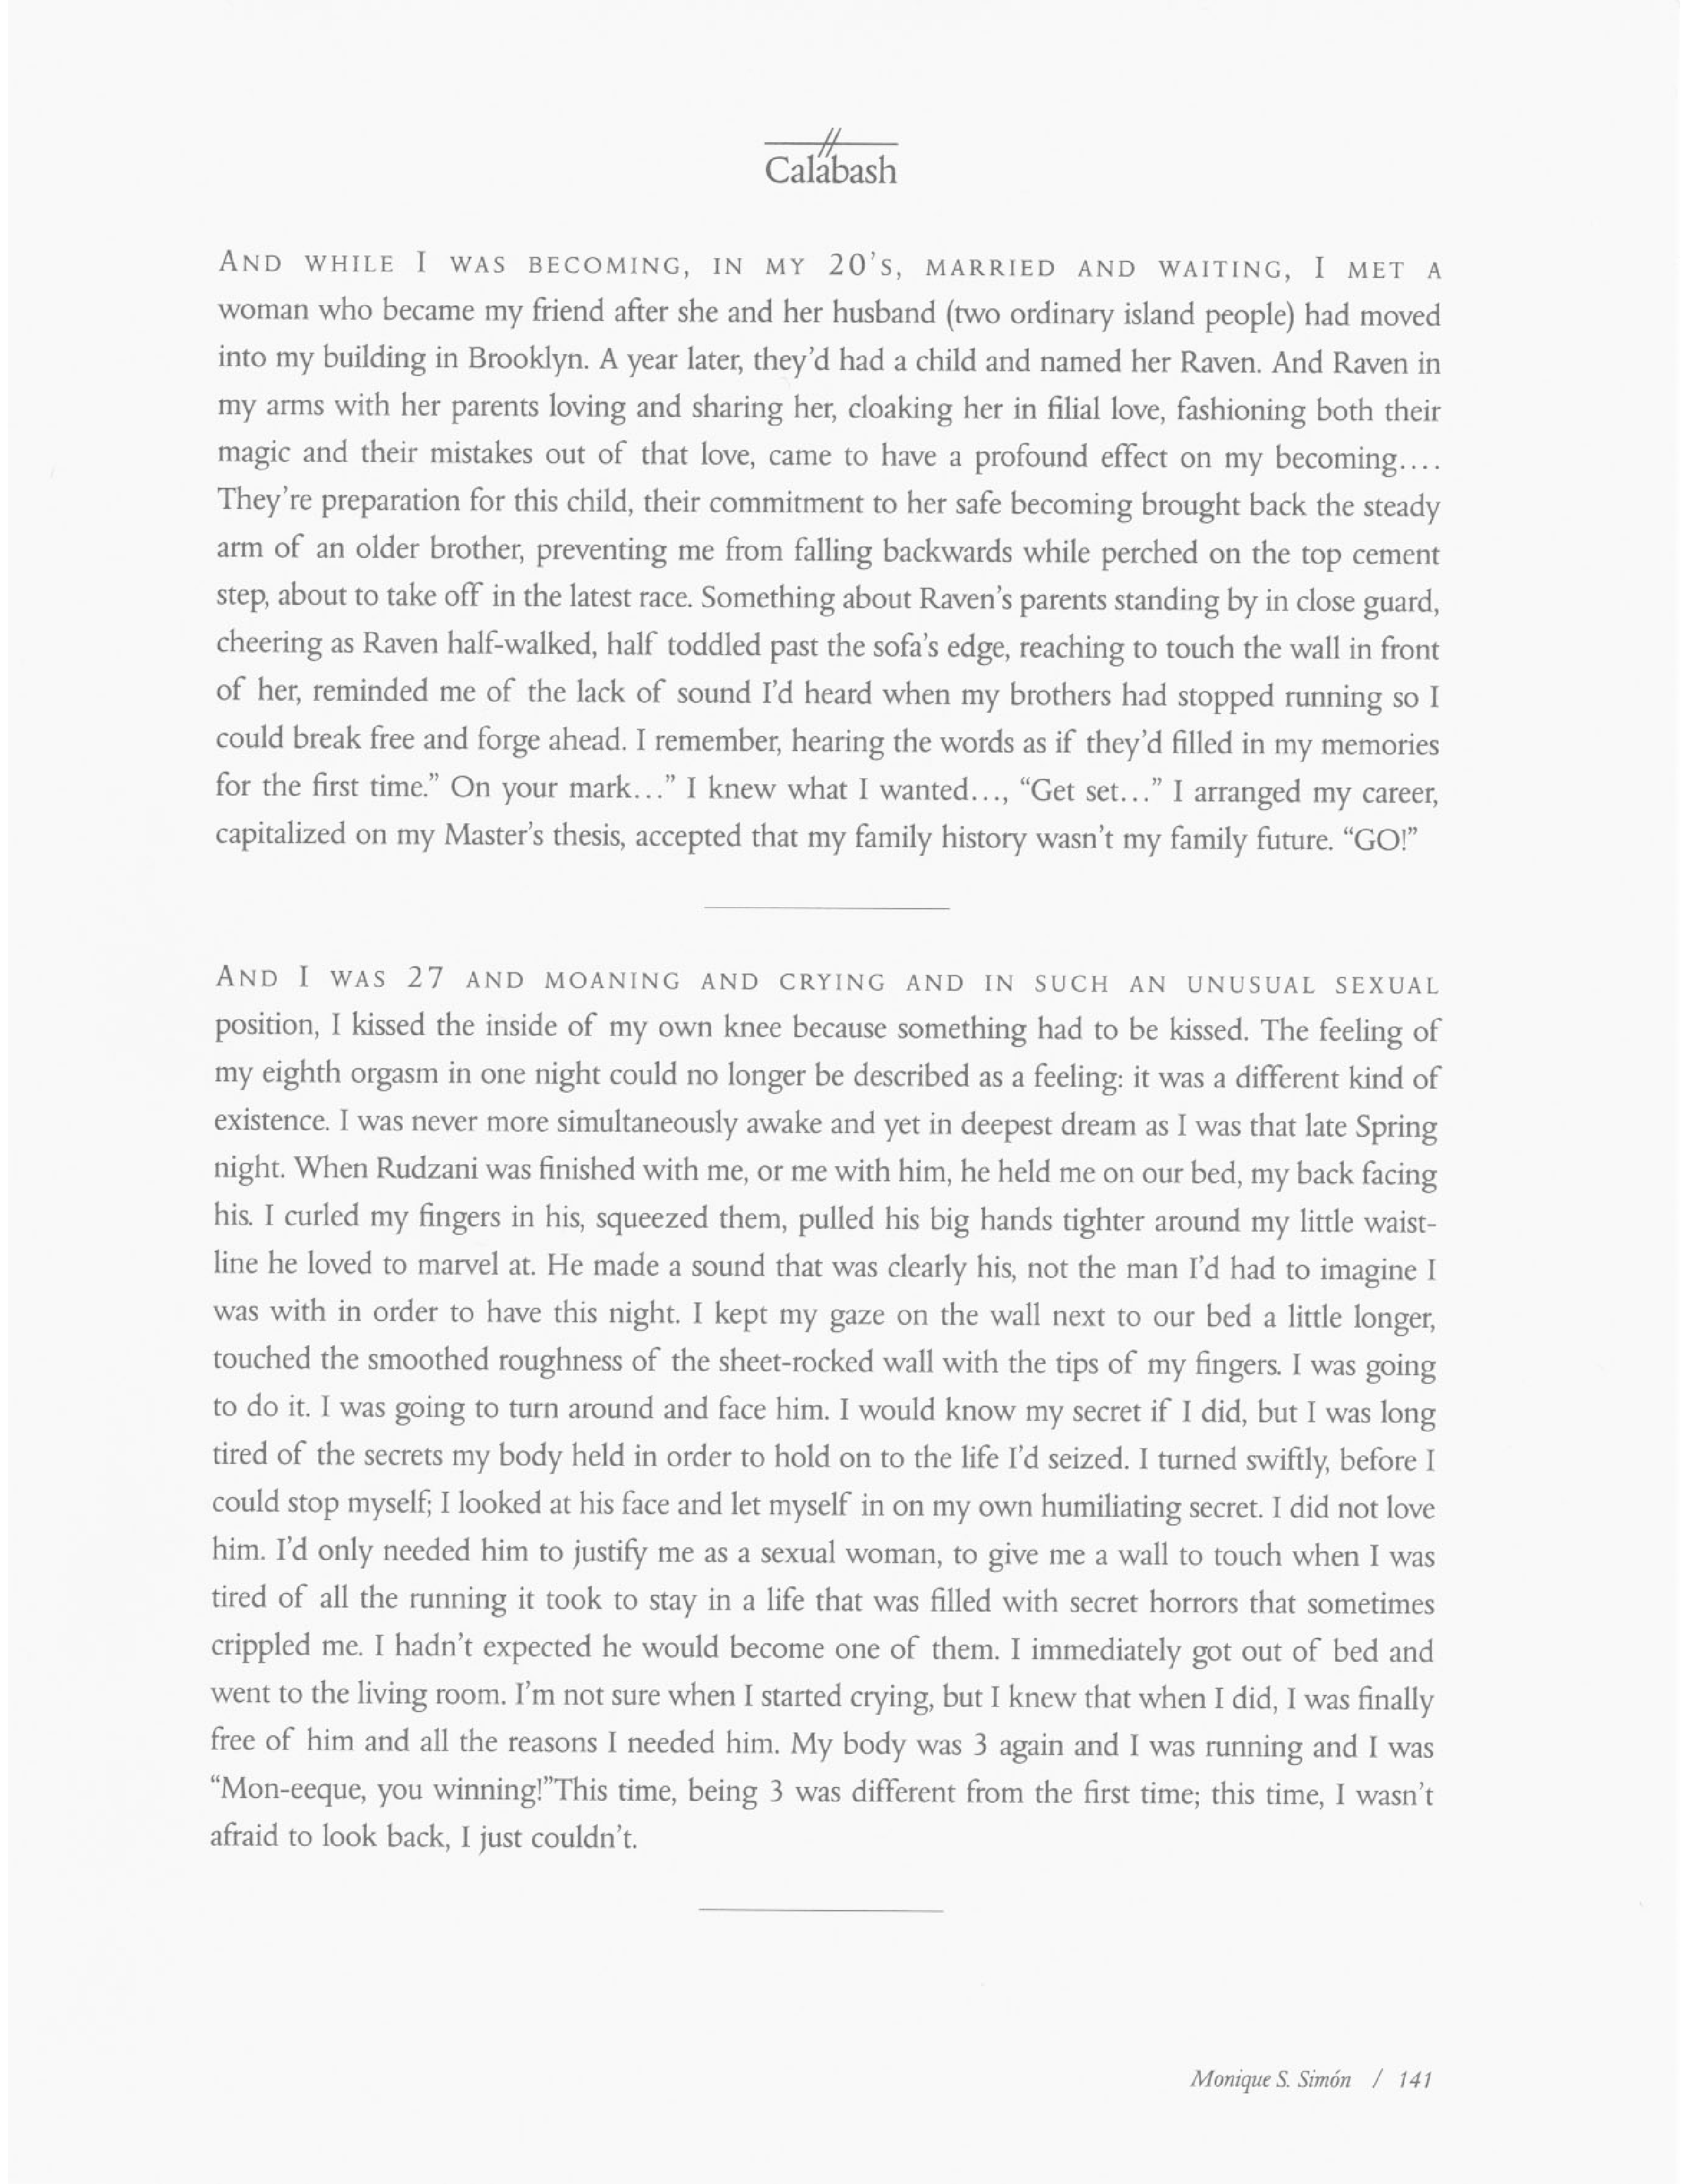 Calabash
AND WHILE I WAS BECOMING, IN MY 20'S, MARRIED AND WAITING, I MET A
woman who became my friend after she and her husband (two ordinary island people) had moved
into my building in Brooklyn. A year later, they'd had a child and named her Raven. And Raven in
my arms with her parents loving and sharing her, cloaking her in filial love, fashioning both their
magic and their mistakes out of that love, came to have a profound effect on my becoming....
They're preparation for this child, their commitment to her safe becoming brought back the steady
arm of an older brother, preventing me from falling backwards while perched on the top cement
step, about to take off in the latest race. Something about Raven's parents standing by in close guard,
cheering as Raven half-walked, half toddled past the sofa's edge, reaching to touch the wall in front
of her, reminded me of the lack of sound I'd heard when my brothers had stopped running so I
could break free and forge ahead. I remember, hearing the words as if they'd filled in my memories
for the first time.” On your mark...” I knew what I wanted..., “Get set...” I arranged my career,
capitalized on my Master's thesis, accepted that my family history wasn't my family future. “GO!”
AND I WAS 27 AND MOANING AND CRYING AND IN SUCH AN UNUSUAL SEXUAL
position, I kissed the inside of my own knee because something had to be kissed. The feeling of
my eighth orgasm in one night could no longer be described as a feeling: it was a different kind of
existence. I was never more simultaneously awake and yet in deepest dream as I was that late Spring
night. When Rudzani was finished with me, or me with him, he held me on our bed, my back facing
his. I curled my fingers in his, squeezed them, pulled his big hands tighter around my little waist-
line he loved to marvel at. He made a sound that was clearly his, not the man I'd had to imagine I
was with in order to have this night. I kept my gaze on the wall next to our bed a little longer,
touched the smoothed roughness of the sheet-rocked wall with the tips of my fingers. I was going
to do it. I was going to turn around and face him. I would know my secret if I did, but I was long
tired of the secrets my body held in order to hold on to the life I'd seized. I turned swiftly, before I
could stop myself; I looked at his face and let myself in on my own humiliating secret. I did not love
him. I'd only needed him to justify me as a sexual woman, to give me a wall to touch when I was
tired of all the running it took to stay in a life that was filled with secret horrors that sometimes
crippled me. I hadn't expected he would become one of them. I immediately got out of bed and
went to the living room. I'm not sure when I started crying, but I knew that when I did, I was finally
free of him and all the reasons I needed him. My body was 3 again and I was running and I was
“Mon-eeque, you winning!”This time, being 3 was different from the first time; this time, I wasn't
afraid to look back, I just couldn't.
Monique S. Simón / 141